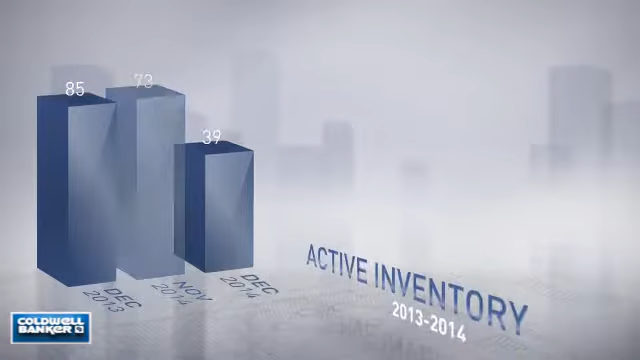 85
73
39
DEC
2013
NOV
2014
DEC
2014
ACTIVE INVENTORY
2013-2014
COLDWELL
BANKER